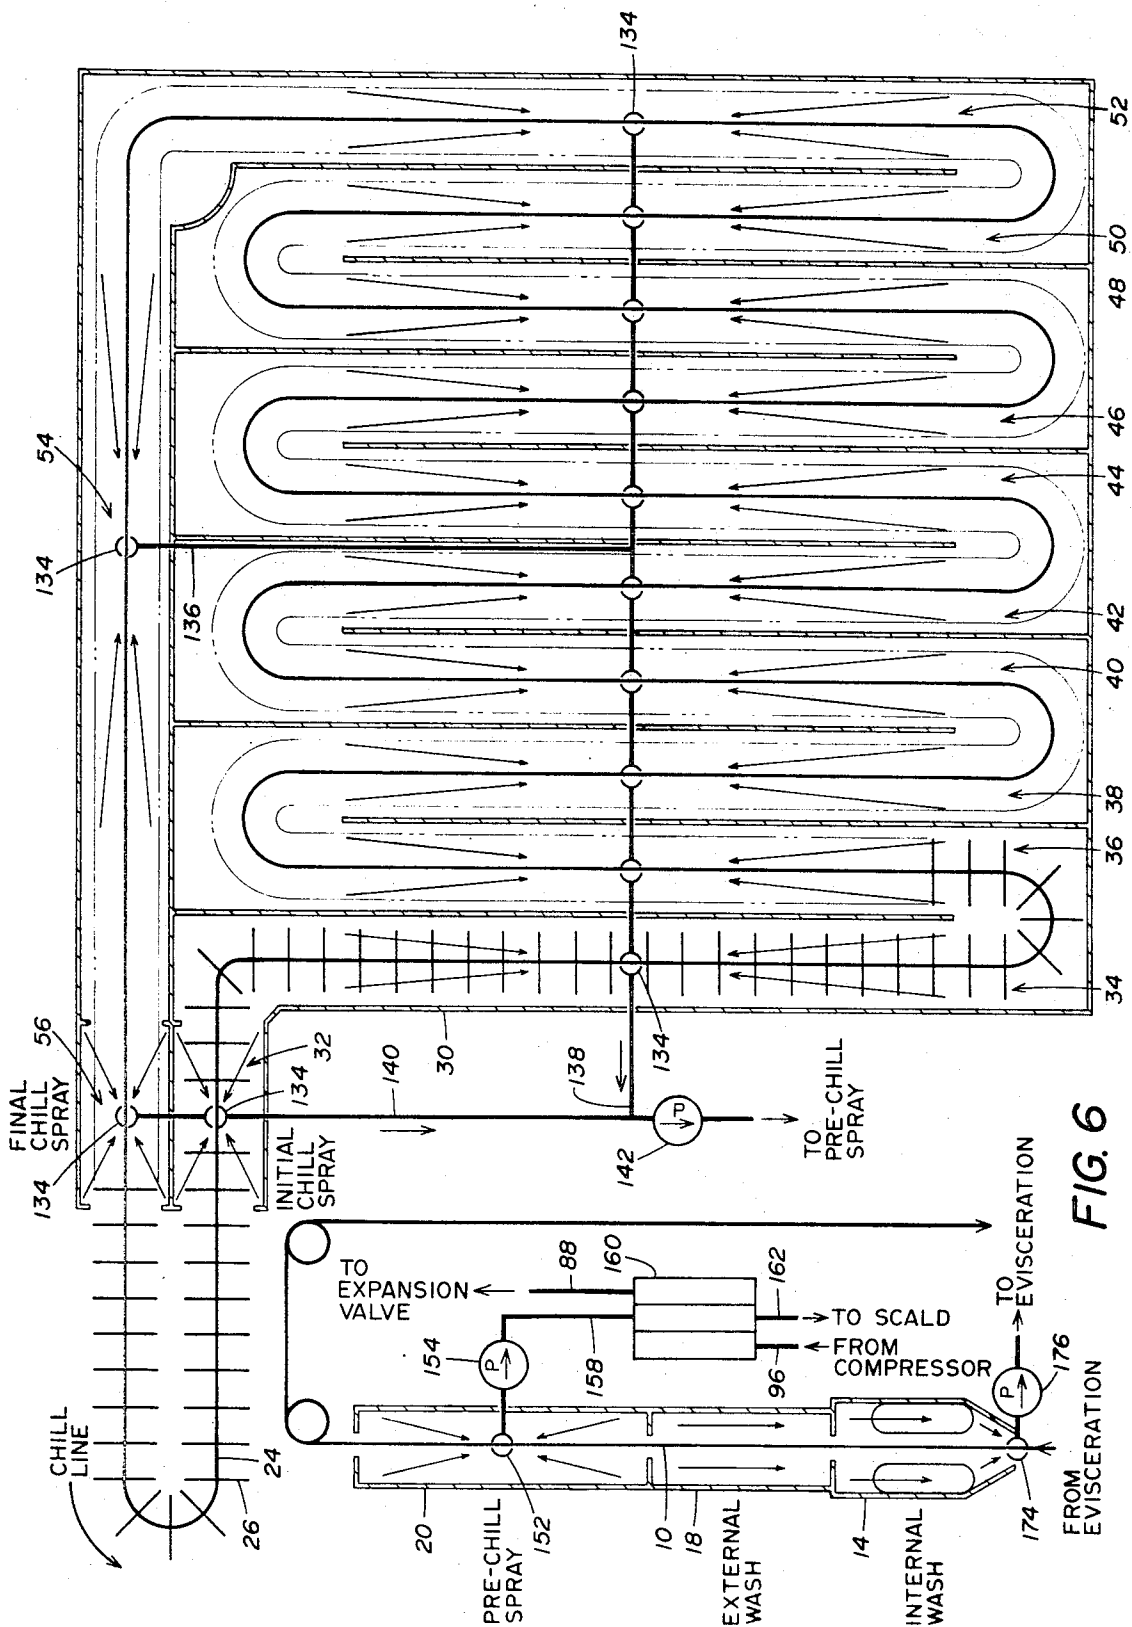 134
52
50
48
46
44
42
40
38
36
34
54
134
136
FINAL
CHILL
SPRAY
56
134
32
134
INITIAL
CHILL
SPRAY
140
30
138
134
P
142
TO
PRE-CHILL
SPRAY
CHILL
LINE
24
26
TO
EXPANSION
VALVE
88
160
162
TO SCALD
FROM
COMPRESSOR
96
158
154
P
20
PRE-CHILL
SPRAY
152
10
18
EXTERNAL
WASH
14
INTERNAL
WASH
174
FROM
EVISCERATION
176
P
TO
EVISCERATION
FIG. 6